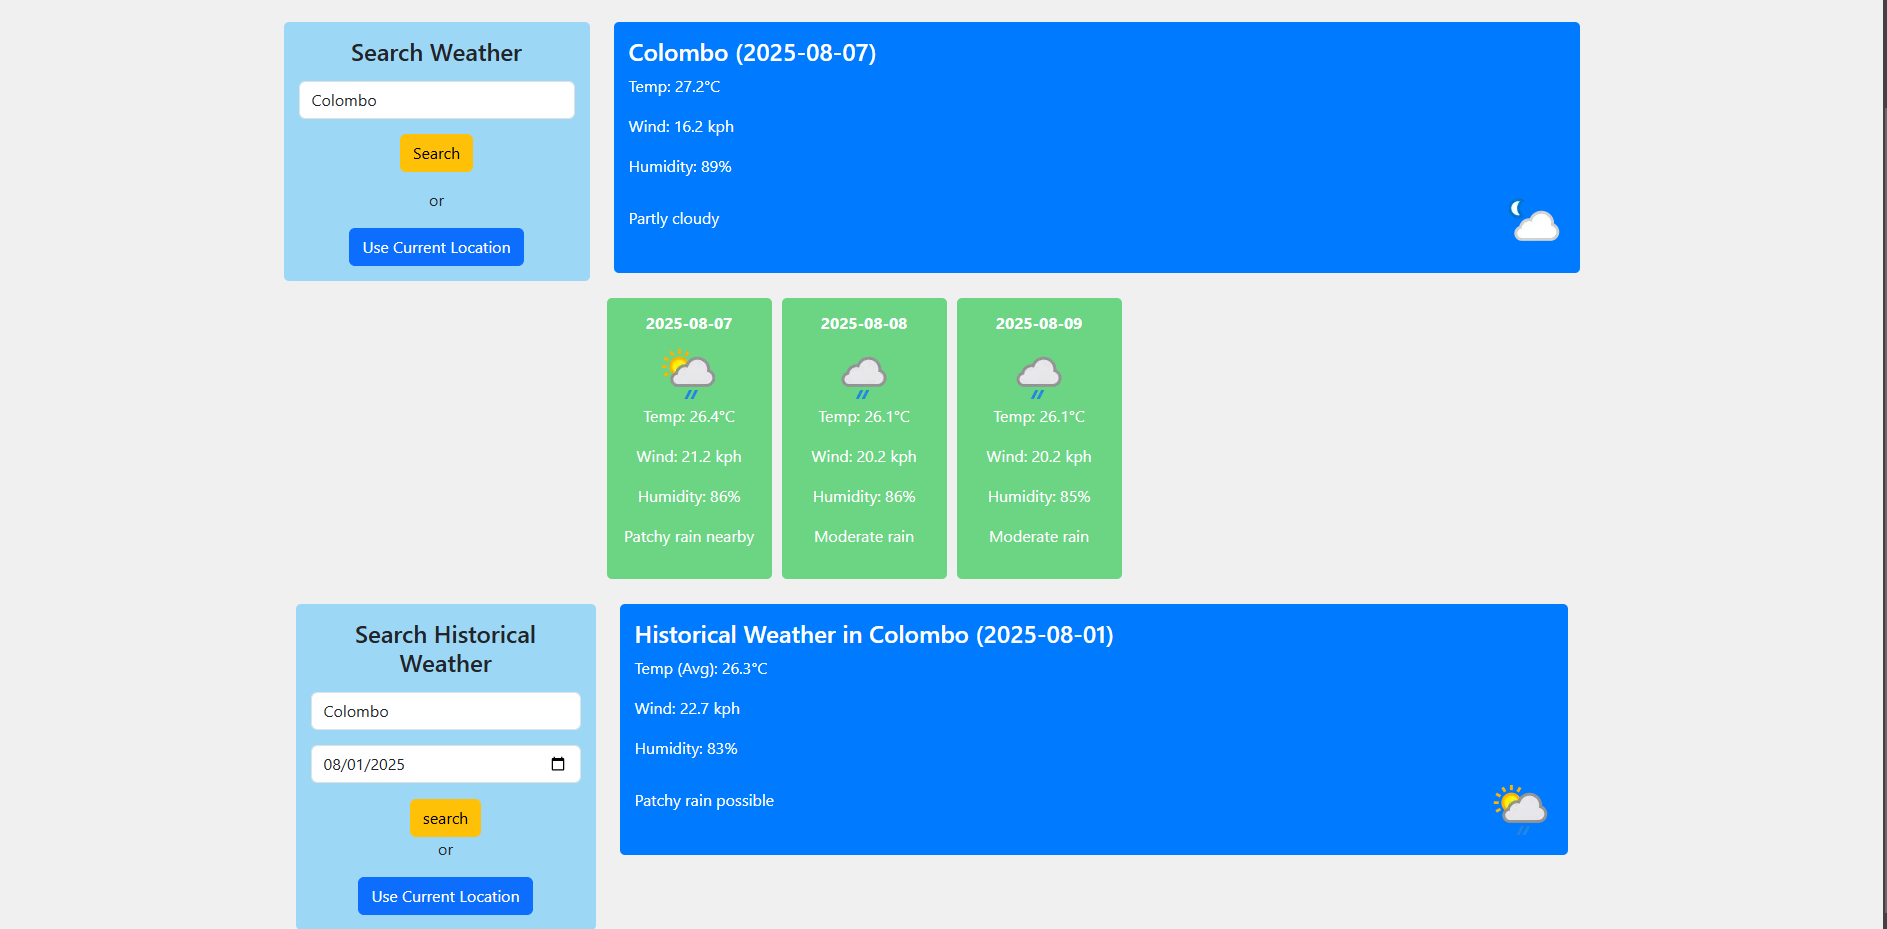 Search Weather
Colombo
Search
or
Use Current Location
Colombo (2025-08-07)
Temp: 27.2°C
Wind: 16.2 kph
Humidity: 89%
Partly cloudy
2025-08-07
Temp: 26.4°C
Wind: 21.2 kph
Humidity: 86%
Patchy rain nearby
2025-08-08
Temp: 26.1°C
Wind: 20.2 kph
Humidity: 86%
Moderate rain
2025-08-09
Temp: 26.1°C
Wind: 20.2 kph
Humidity: 85%
Moderate rain
Search Historical
Weather
Colombo
08/01/2025
search
or
Use Current Location
Historical Weather in Colombo (2025-08-01)
Temp (Avg): 26.3°C
Wind: 22.7 kph
Humidity: 83%
Patchy rain possible